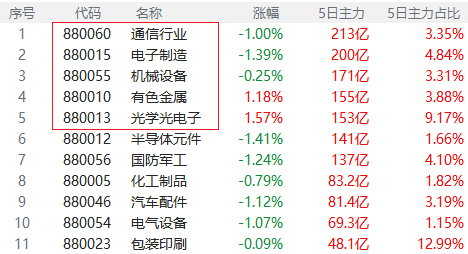 序号 代码 名称 涨幅 5日主力 5日主力占比
1 880060 通信行业 -1.00% 213亿 3.35%
2 880015 电子制造 -1.39% 200亿 4.84%
3 880055 机械设备 -0.25% 171亿 3.31%
4 880010 有色金属 1.18% 155亿 3.88%
5 880013 光学光电子 1.57% 153亿 9.17%
6 880012 半导体元件 -1.41% 141亿 1.66%
7 880056 国防军工 -1.24% 137亿 4.10%
8 880005 化工制品 -0.79% 83.2亿 1.82%
9 880046 汽车配件 -1.12% 81.4亿 3.19%
10 880054 电气设备 -1.07% 69.3亿 1.15%
11 880023 包装印刷 -0.09% 48.1亿 12.99%